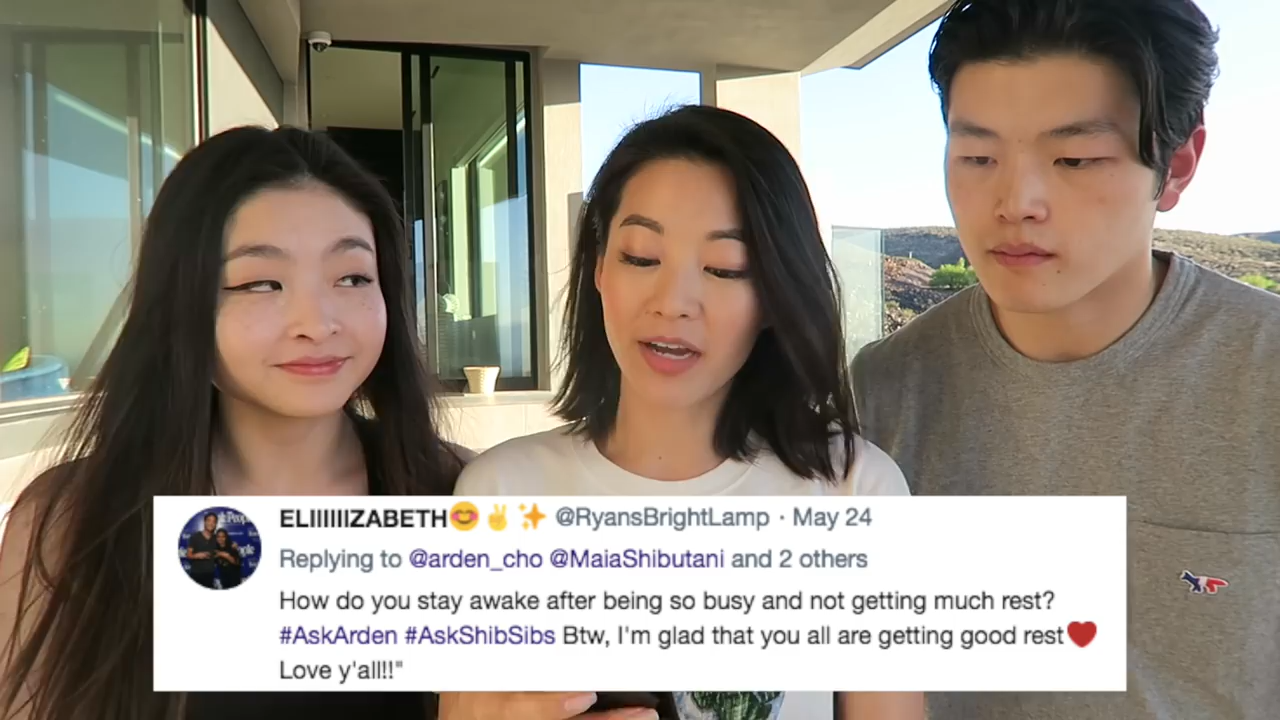 ELIIIIIIZABETH😊✌️✨ @RyansBrightLamp · May 24
Replying to @arden_cho @MaiaShibutani and 2 others
How do you stay awake after being so busy and not getting much rest?
#AskArden #AskShibSibs Btw, I'm glad that you all are getting good rest❤️
Love y'all!!"